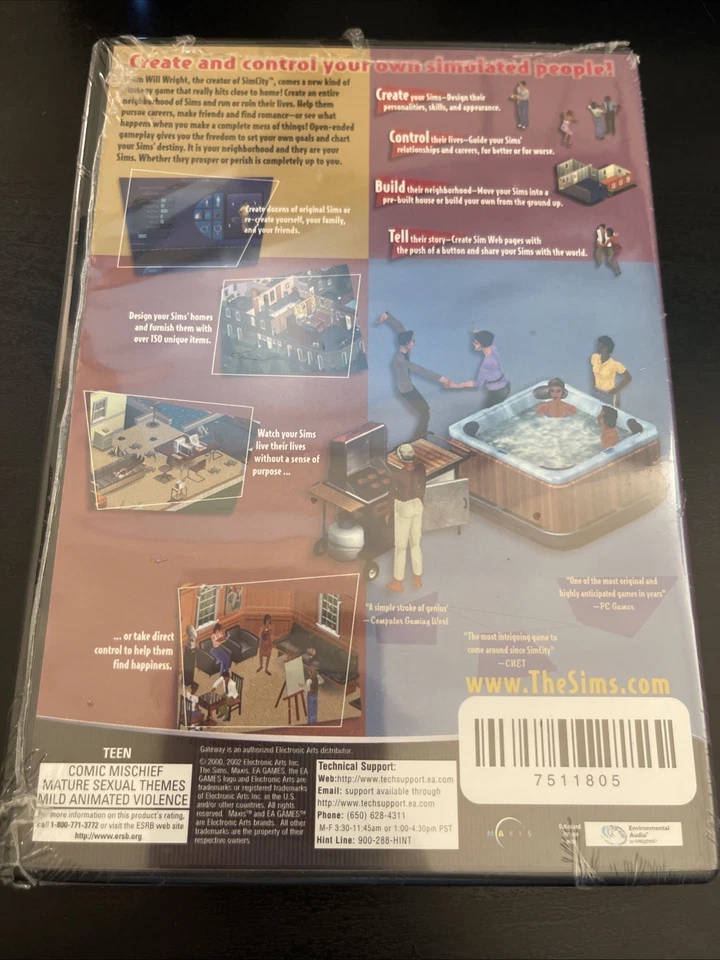 Create and control your own simulated people!
Will Wright, the creator of SimCity™, comes a new kind of
game that really hits close to home! Create an entire
neighborhood of Sims and run or ruin their lives. Help them
pursue careers, make friends and find romance—or see
what happens when you make a complete mess of things! Open-ended
gameplay gives you the freedom to set your own goals and chart
your Sims' destiny. It is your neighborhood and they are your
Sims. Whether they prosper or perish is completely up to you.
Create your Sims—Design their
personalities, skills, and appearance.
Control their lives—Guide your Sims'
relationships and careers, for better or for worse.
Build their neighborhood—Move your Sims into a
pre-built house or build your own from the ground up.
Tell their story—Create Sim Web pages with
the push of a button and share your Sims with the world.
Create dozens of original Sims or
re-create yourself, your family,
and your friends.
Design your Sims' homes
and furnish them with
over 150 unique items.
Watch your Sims
live their lives
without a sense of
purpose ...
... or take direct
control to help them
find happiness.
"A simple stroke of genius"
—Computer Gaming World
"One of the most original and
highly anticipated games in years"
—PC Gamer
"The most intriguing game to
come around since SimCity"
—CNET
www.TheSims.com
7511805
TEEN
COMIC MISCHIEF
MATURE SEXUAL THEMES
MILD ANIMATED VIOLENCE
For more information on this product's rating,
call 1-800-771-3772 or visit the ESRB web site
http://www.esrb.org
Gateway is an authorized Electronic Arts distributor.
© 2000, 2002 Electronic Arts Inc.
The Sims, Maxis, EA GAMES, the EA
GAMES logo and Electronic Arts are
trademarks or registered trademarks
of Electronic Arts Inc. in the U.S.
and/or other countries. All rights
reserved. Maxis™ and EA GAMES™
are Electronic Arts brands. All other
trademarks are the property of their
respective owners.
Technical Support:
Web:http://www.techsupport.ea.com
Email: support available through
http://www.techsupport.ea.com
Phone: (650) 628-4311
M-F 3:30-11:45am or 1:00-4:30pm PST
Hint Line: 900-288-HINT
MAXIS
Environmental
Audio™
by CREATIVE